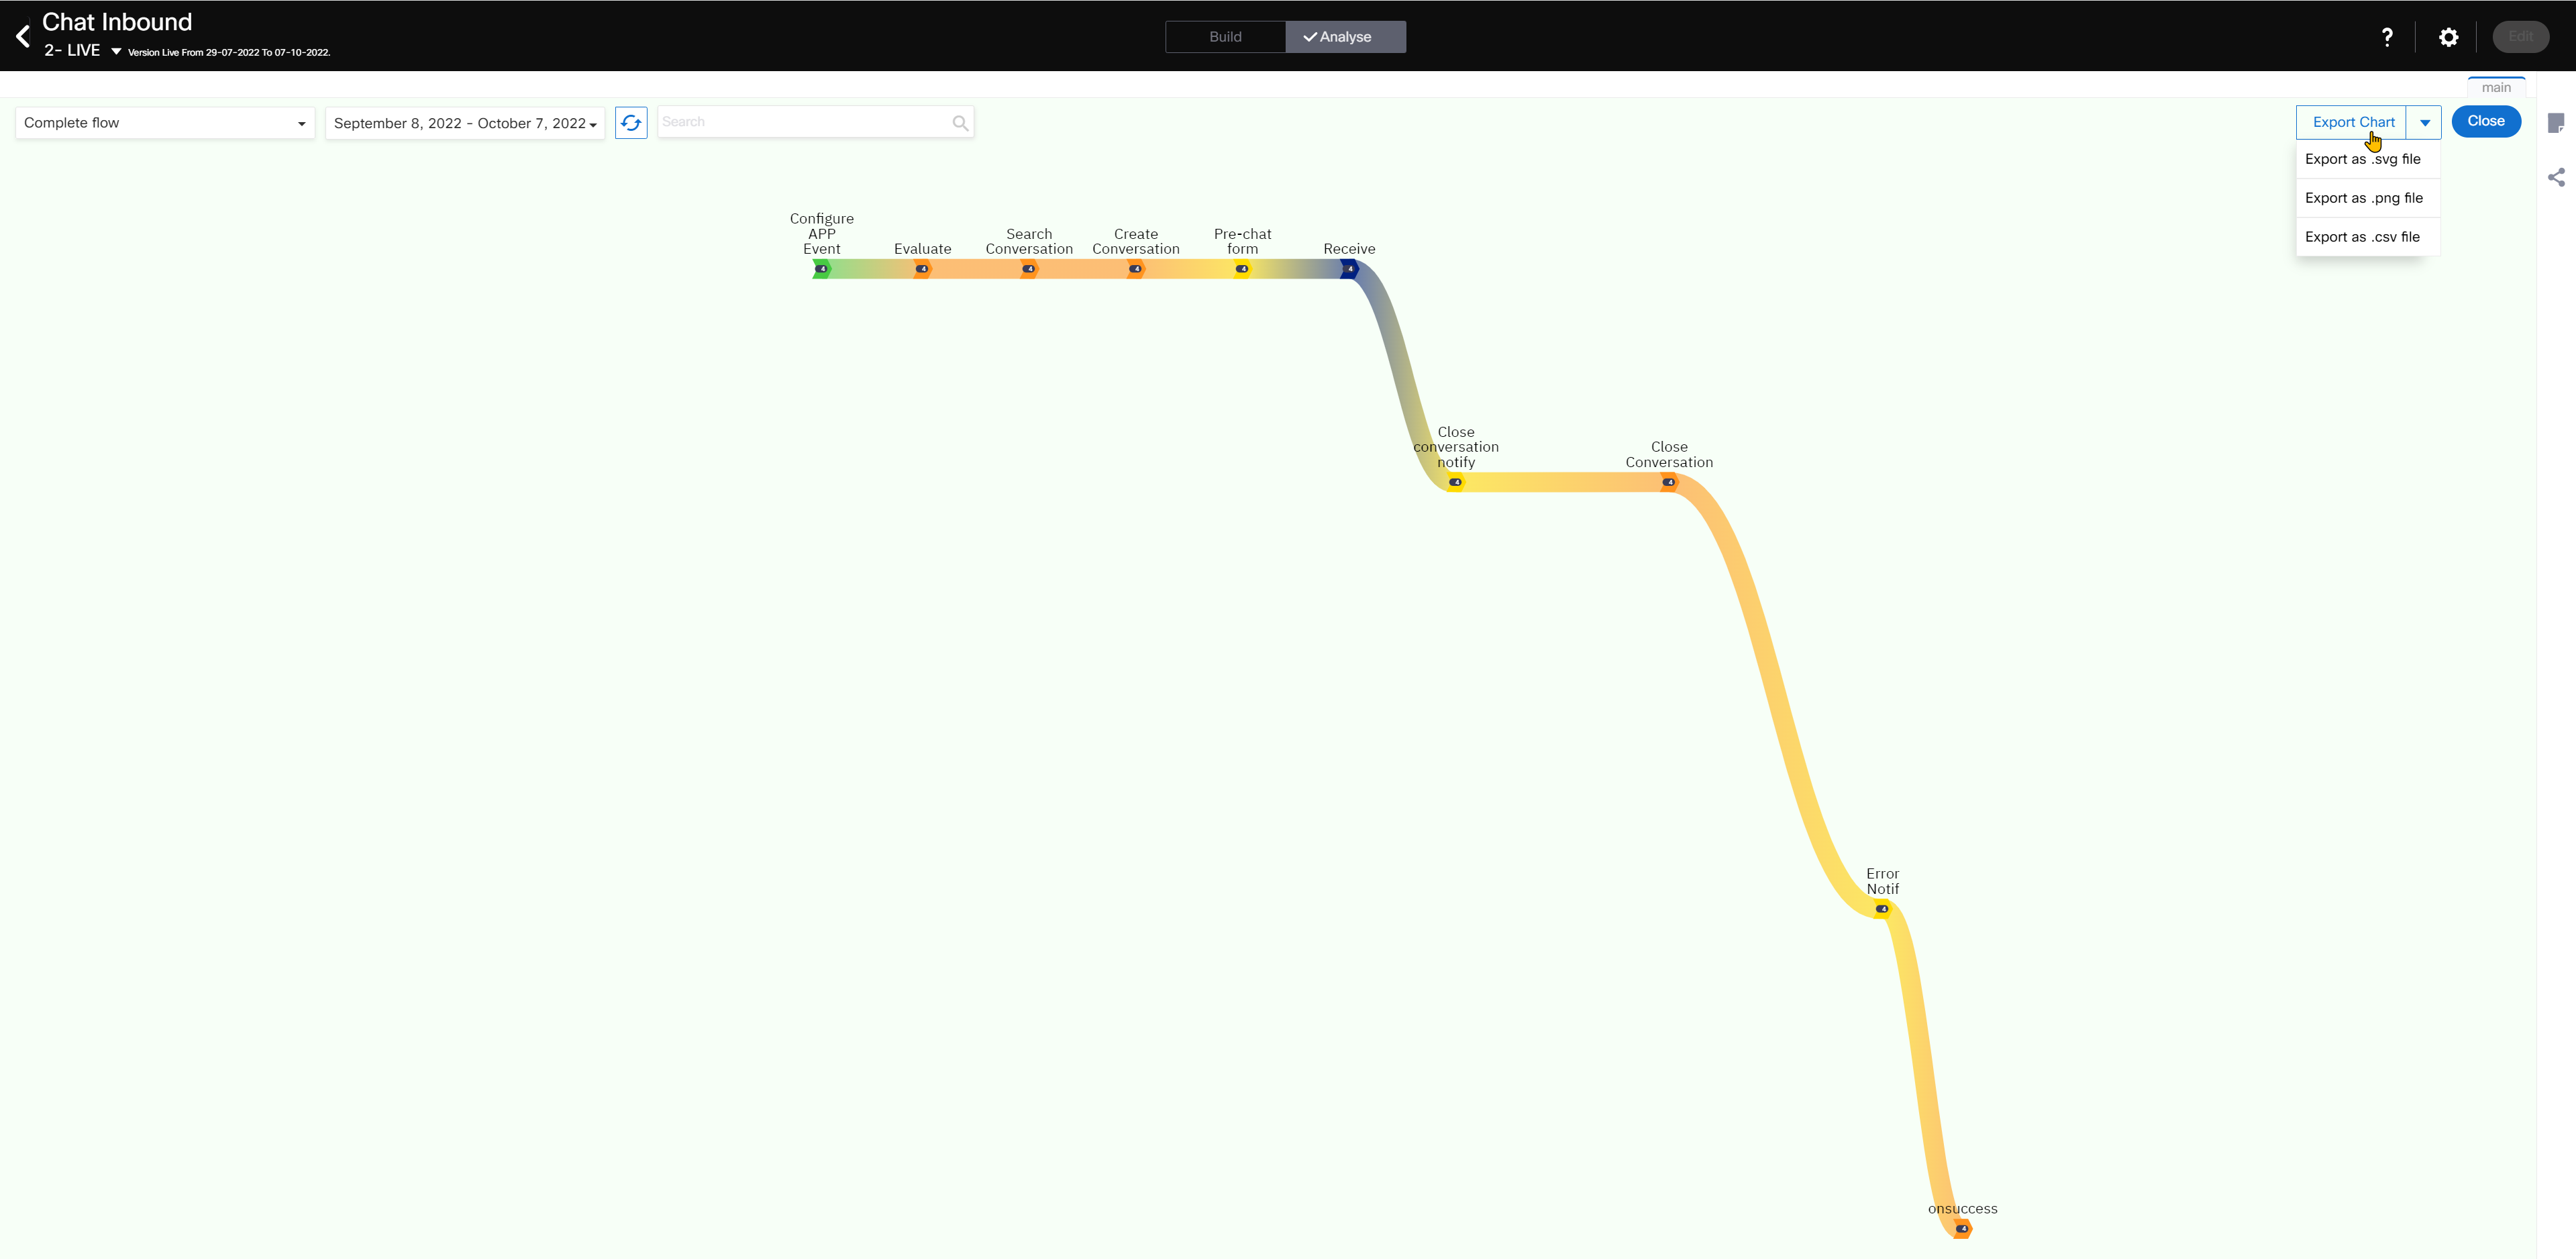 Chat Inbound
2- LIVE Version Live From 29-07-2022 To 07-10-2022.
Build Analyse
? Edit
main
Complete flow
September 8, 2022 - October 7, 2022
Search
Export Chart
Close
Export as .svg file
Export as .png file
Export as .csv file
Configure
APP
Event
Evaluate
Search
Conversation
Create
Conversation
Pre-chat
form
Receive
4
4
4
4
4
4
Close
conversation
notify
4
Close
Conversation
4
Error
Notif
4
onsuccess
4